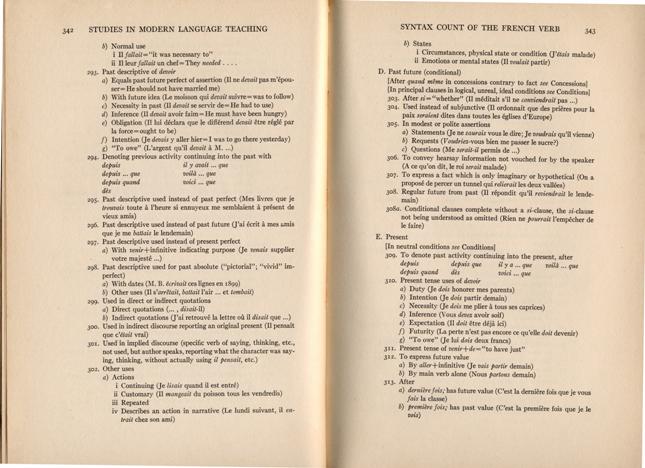 342 STUDIES IN MODERN LANGUAGE TEACHING
b) Normal use
i Il fallait="it was necessary to"
ii Il leur fallait un chef=They needed . . . .
293. Past descriptive of devoir
a) Equals past future perfect of assertion (Il ne devait pas m'épou-
ser=He should not have married me)
b) With future idea (Le moisson qui devait suivre=was to follow)
c) Necessity in past (Il devait se servir de=He had to use)
d) Inference (Il devait avoir faim=He must have been hungry)
e) Obligation (Il lui déclara que le différend devait être réglé par
la force=ought to be)
f) Intention (Je devais y aller hier=I was to go there yesterday)
g) "To owe" (L'argent qu'il devait à M. ...)
294. Denoting previous activity continuing into the past with
depuis il y avait ... que
depuis ... que voilà ... que
depuis quand voici ... que
dès
295. Past descriptive used instead of past perfect (Mes livres que je
trouvais toute à l'heure si ennuyeux me semblaient à présent de
vieux amis)
296. Past descriptive used instead of past future (J'ai écrit à mes amis
que je me battais le lendemain)
297. Past descriptive used instead of present perfect
a) With venir+infinitive indicating purpose (Je venais supplier
votre majesté ...)
298. Past descriptive used for past absolute ("pictorial"; "vivid" im-
perfect)
a) With dates (M. B. écrivait ces lignes en 1899)
b) Other uses (Il s'arrêtait, battait l'air ... et tombait)
299. Used in direct or indirect quotations
a) Direct quotations (... , disait-il)
b) Indirect quotations (J'ai retrouvé la lettre où il disait que ...)
300. Used in indirect discourse reporting an original present (Il pensait
que c'était vrai)
301. Used in implied discourse (specific verb of saying, thinking, etc.,
not used, but author speaks, reporting what the character was say-
ing, thinking, without actually using il pensait, etc.)
302. Other uses
a) Actions
i Continuing (Je lisais quand il est entré)
ii Customary (Il mangeait du poisson tous les vendredis)
iii Repeated
iv Describes an action in narrative (Le lundi suivant, il en-
trait chez son ami)
SYNTAX COUNT OF THE FRENCH VERB 343
b) States
i Circumstances, physical state or condition (J'étais malade)
ii Emotions or mental states (Il voulait partir)
D. Past future (conditional)
[After quand même in concessions contrary to fact see Concessions]
[In principal clauses in logical, unreal, ideal conditions see Conditions]
303. After si="whether" (Il méditait s'il ne conviendrait pas ...)
304. Used instead of subjunctive (Il ordonnait que des prières pour la
paix seraient dites dans toutes les églises d'Europe)
305. In modest or polite assertions
a) Statements (Je ne saurais vous le dire; Je voudrais qu'il vienne)
b) Requests (Voudriez-vous bien me passer le sucre?)
c) Questions (Me serait-il permis de ...)
306. To convey hearsay information not vouched for by the speaker
(A ce qu'on dit, le roi serait malade)
307. To express a fact which is only imaginary or hypothetical (On a
proposé de percer un tunnel qui relierait les deux vallées)
308. Regular future from past (Il répondit qu'il reviendrait le lende-
main)
308a. Conditional clauses complete without a si-clause, the si-clause
not being understood as omitted (Rien ne pourrait l'empêcher de
le faire)
E. Present
[In neutral conditions see Conditions]
309. To denote past activity continuing into the present, after
depuis depuis que il y a ... que voilà ... que
depuis quand dès voici ... que
310. Present tense uses of devoir
a) Duty (Je dois honorer mes parents)
b) Intention (Je dois partir demain)
c) Necessity (Je dois me plier à tous ses caprices)
d) Inference (Vous devez avoir soif)
e) Expectation (Il doit être déjà ici)
f) Futurity (La perte n'est pas encore ce qu'elle doit devenir)
g) "To owe" (Je lui dois deux francs)
311. Present tense of venir+de="to have just"
312. To express future value
a) By aller+infinitive (Je vais partir demain)
b) By main verb alone (Nous partons demain)
313. After
a) dernière fois; has future value (C'est la dernière fois que je vous
fais la classe)
b) première fois; has past value (C'est la première fois que je le
vois)